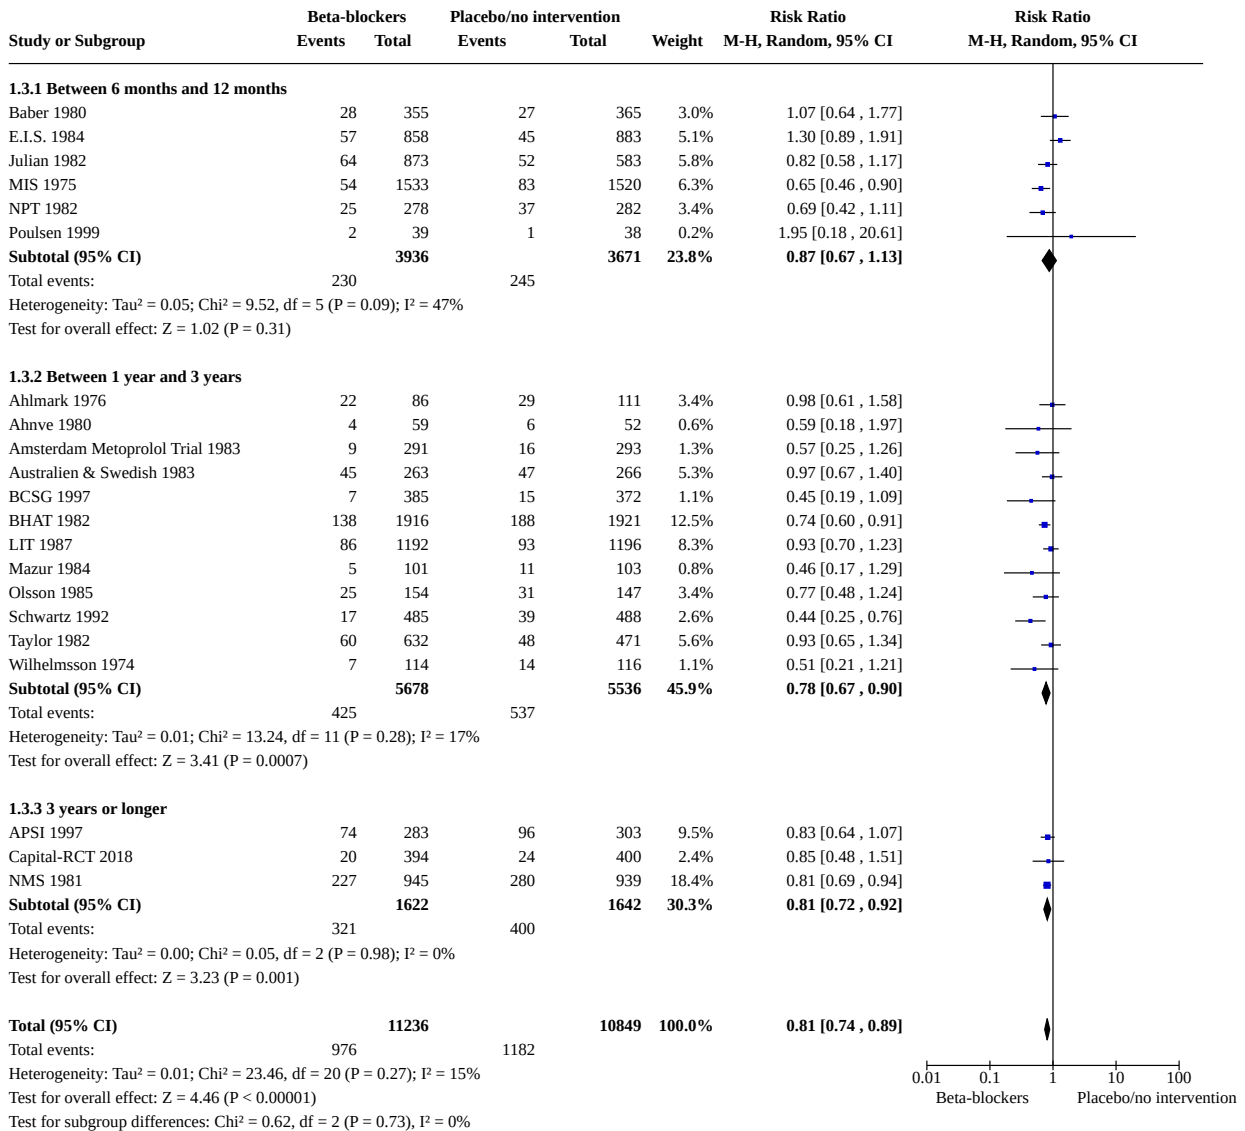 Beta-blockers Placebo/no intervention Risk Ratio Risk Ratio
Study or Subgroup Events Total Events Total Weight M-H, Random, 95% CI M-H, Random, 95% CI
1.3.1 Between 6 months and 12 months
Baber 1980 28 355 27 365 3.0% 1.07 [0.64 , 1.77]
E.I.S. 1984 57 858 45 883 5.1% 1.30 [0.89 , 1.91]
Julian 1982 64 873 52 583 5.8% 0.82 [0.58 , 1.17]
MIS 1975 54 1533 83 1520 6.3% 0.65 [0.46 , 0.90]
NPT 1982 25 278 37 282 3.4% 0.69 [0.42 , 1.11]
Poulsen 1999 2 39 1 38 0.2% 1.95 [0.18 , 20.61]
Subtotal (95% CI) 3936 3671 23.8% 0.87 [0.67 , 1.13]
Total events: 230 245
Heterogeneity: Tau² = 0.05; Chi² = 9.52, df = 5 (P = 0.09); I² = 47%
Test for overall effect: Z = 1.02 (P = 0.31)
1.3.2 Between 1 year and 3 years
Ahlmark 1976 22 86 29 111 3.4% 0.98 [0.61 , 1.58]
Ahnve 1980 4 59 6 52 0.6% 0.59 [0.18 , 1.97]
Amsterdam Metoprolol Trial 1983 9 291 16 293 1.3% 0.57 [0.25 , 1.26]
Australien & Swedish 1983 45 263 47 266 5.3% 0.97 [0.67 , 1.40]
BCSG 1997 7 385 15 372 1.1% 0.45 [0.19 , 1.09]
BHAT 1982 138 1916 188 1921 12.5% 0.74 [0.60 , 0.91]
LIT 1987 86 1192 93 1196 8.3% 0.93 [0.70 , 1.23]
Mazur 1984 5 101 11 103 0.8% 0.46 [0.17 , 1.29]
Olsson 1985 25 154 31 147 3.4% 0.77 [0.48 , 1.24]
Schwartz 1992 17 485 39 488 2.6% 0.44 [0.25 , 0.76]
Taylor 1982 60 632 48 471 5.6% 0.93 [0.65 , 1.34]
Wilhelmsson 1974 7 114 14 116 1.1% 0.51 [0.21 , 1.21]
Subtotal (95% CI) 5678 5536 45.9% 0.78 [0.67 , 0.90]
Total events: 425 537
Heterogeneity: Tau² = 0.01; Chi² = 13.24, df = 11 (P = 0.28); I² = 17%
Test for overall effect: Z = 3.41 (P = 0.0007)
1.3.3 3 years or longer
APSI 1997 74 283 96 303 9.5% 0.83 [0.64 , 1.07]
Capital-RCT 2018 20 394 24 400 2.4% 0.85 [0.48 , 1.51]
NMS 1981 227 945 280 939 18.4% 0.81 [0.69 , 0.94]
Subtotal (95% CI) 1622 1642 30.3% 0.81 [0.72 , 0.92]
Total events: 321 400
Heterogeneity: Tau² = 0.00; Chi² = 0.05, df = 2 (P = 0.98); I² = 0%
Test for overall effect: Z = 3.23 (P = 0.001)
Total (95% CI) 11236 10849 100.0% 0.81 [0.74 , 0.89]
Total events: 976 1182
Heterogeneity: Tau² = 0.01; Chi² = 23.46, df = 20 (P = 0.27); I² = 15%
Test for overall effect: Z = 4.46 (P < 0.00001)
Test for subgroup differences: Chi² = 0.62, df = 2 (P = 0.73), I² = 0%
0.01 0.1 1 10 100
Beta-blockers Placebo/no intervention